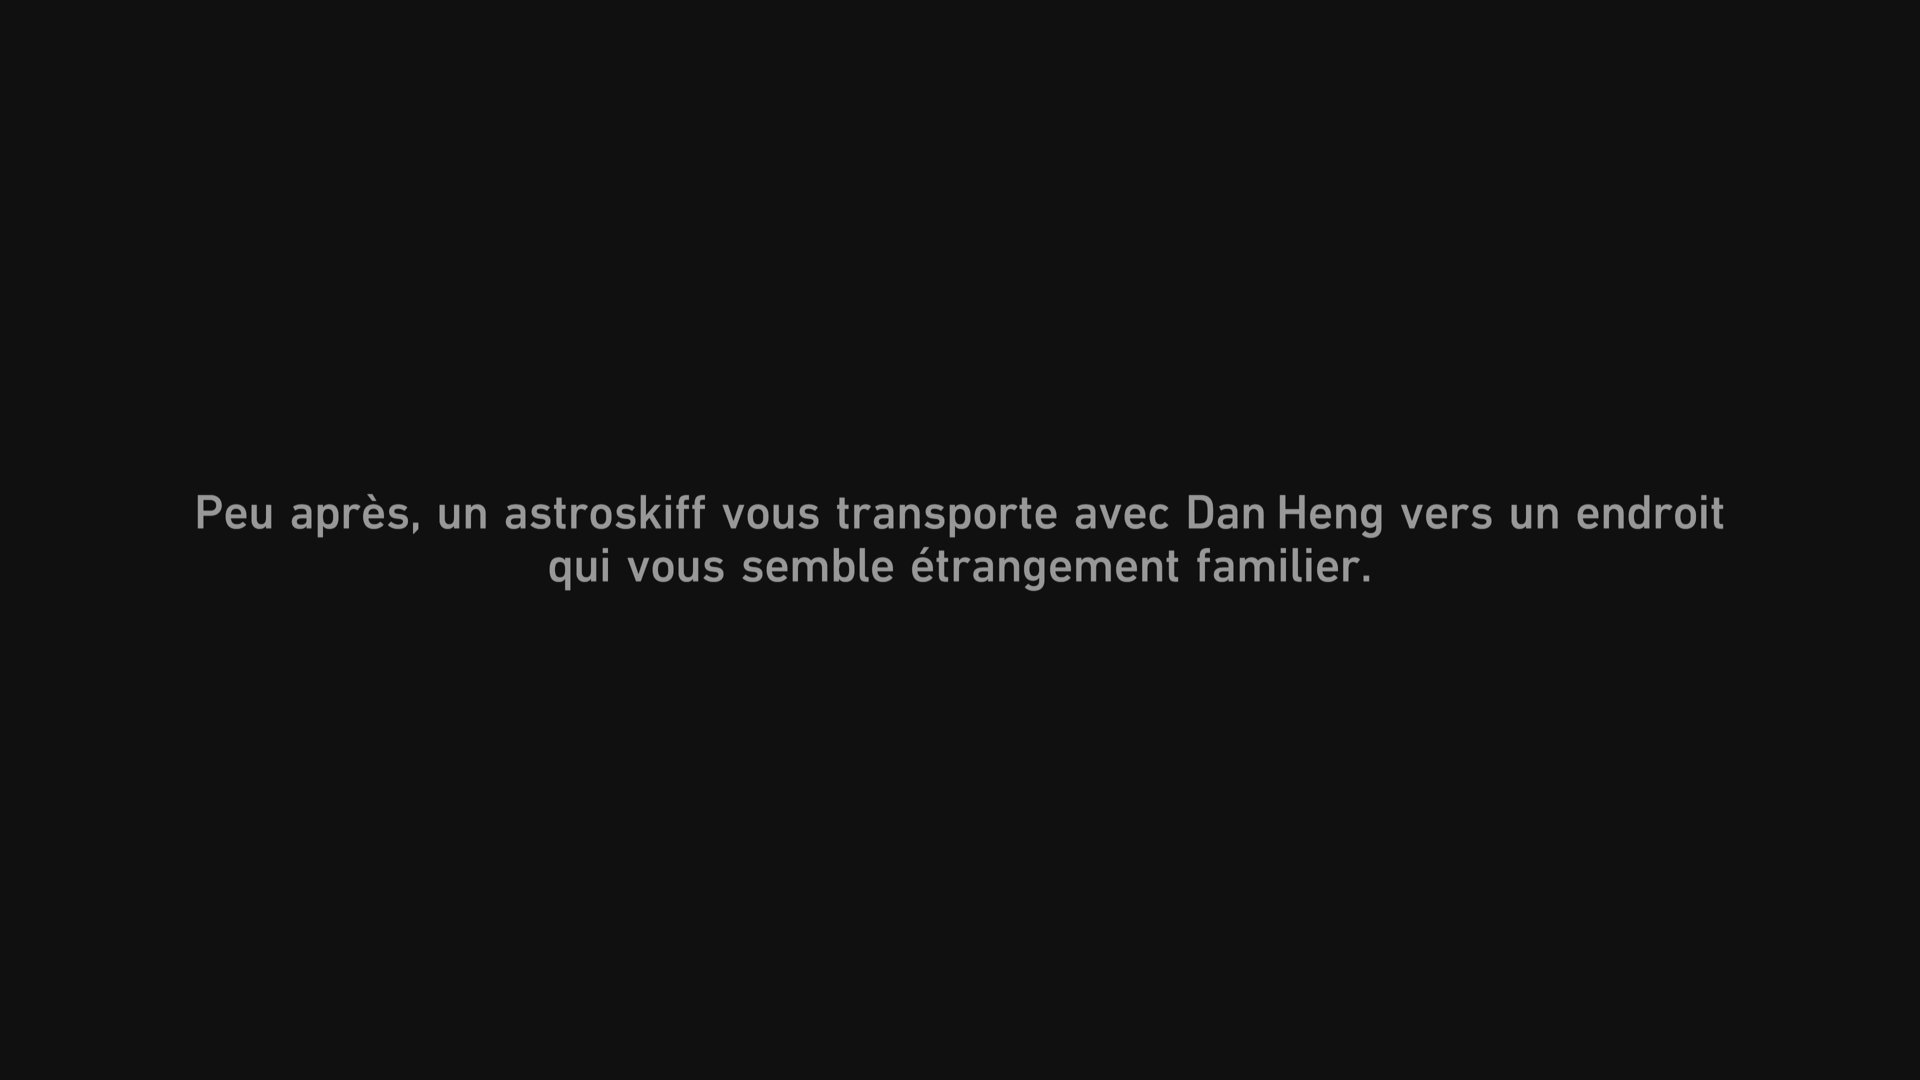 Peu après, un astroskiff vous transporte avec Dan Heng vers un endroit
qui vous semble étrangement familier.